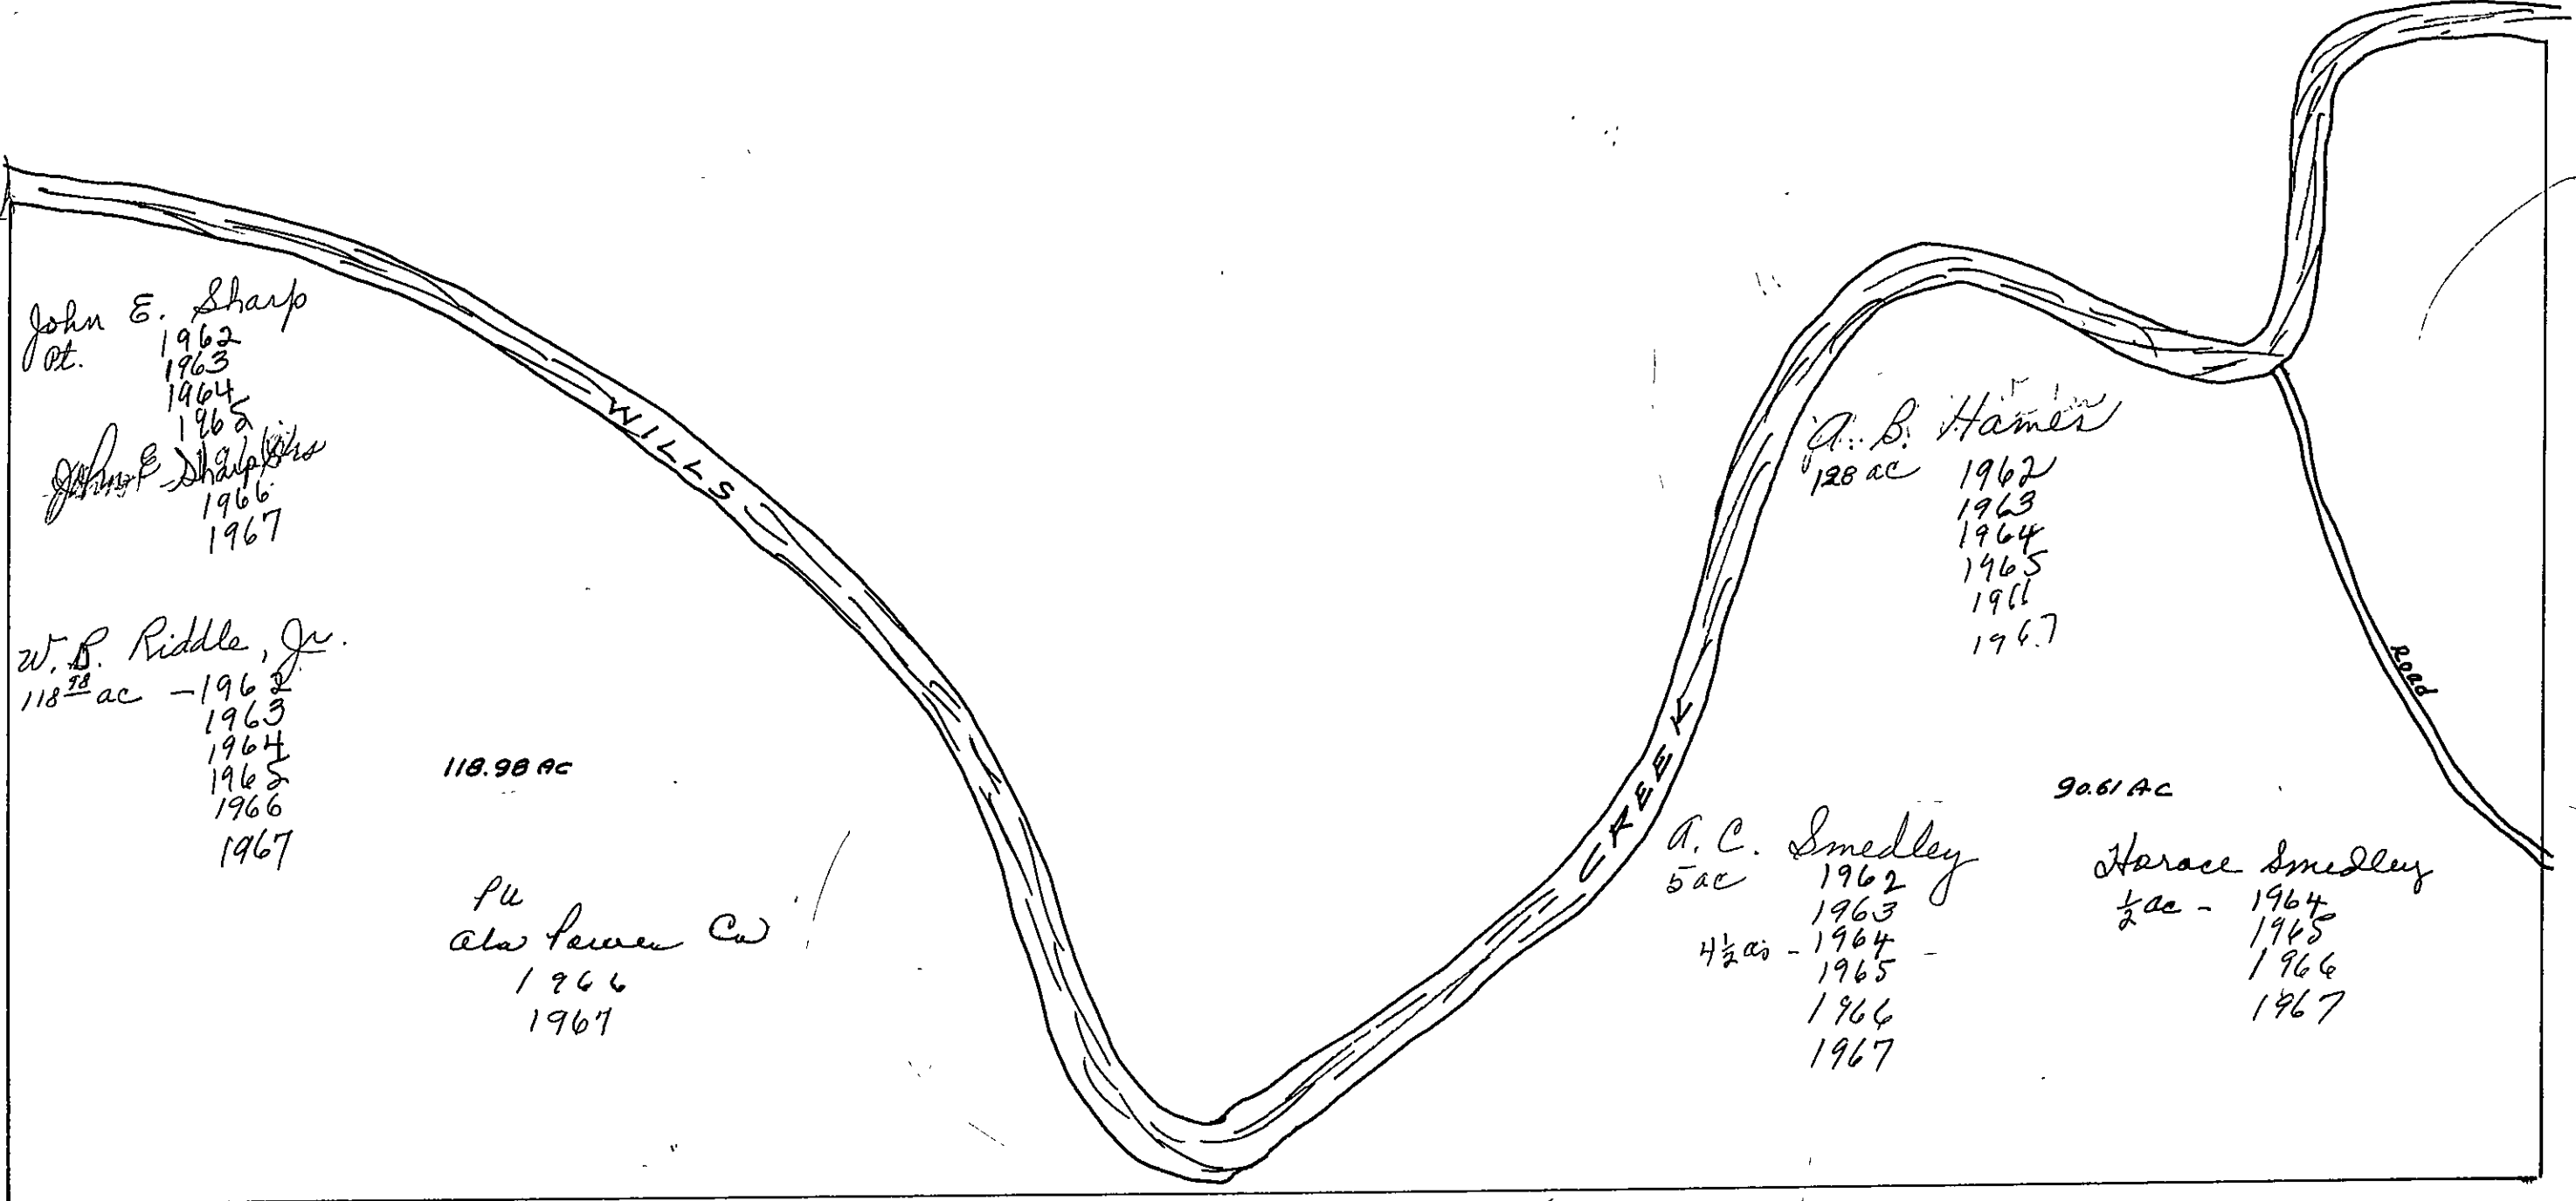 John E. Sharp
Pt. 1962
1963
1964
1965
John E Sharp
1966
1967
W. B. Riddle, Jr.
118 98 ac - 1962
1963
1964
1965
1966
1967
118.98 AC
PU
Ala Power Co
1966
1967
WILLS
CREEK
A. B. Hames
128 ac 1962
1963
1964
1965
1966
1967
Road
90.61 AC
A. C. Smedley
5 ac 1962
1963
4½ ac - 1964 -
1965
1966
1967
Horace Smedley
½ ac - 1964
1965
1966
1967